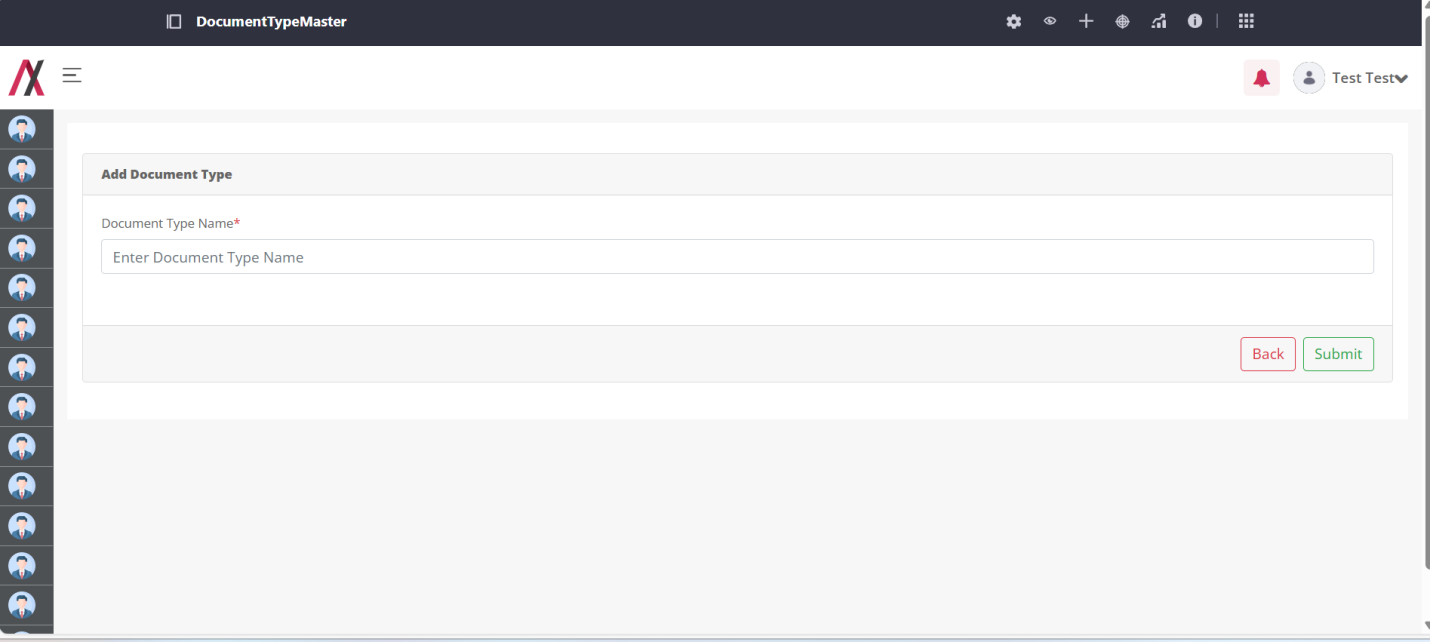 DocumentTypeMaster
Test Test
Add Document Type
Document Type Name*
Enter Document Type Name
Back Submit